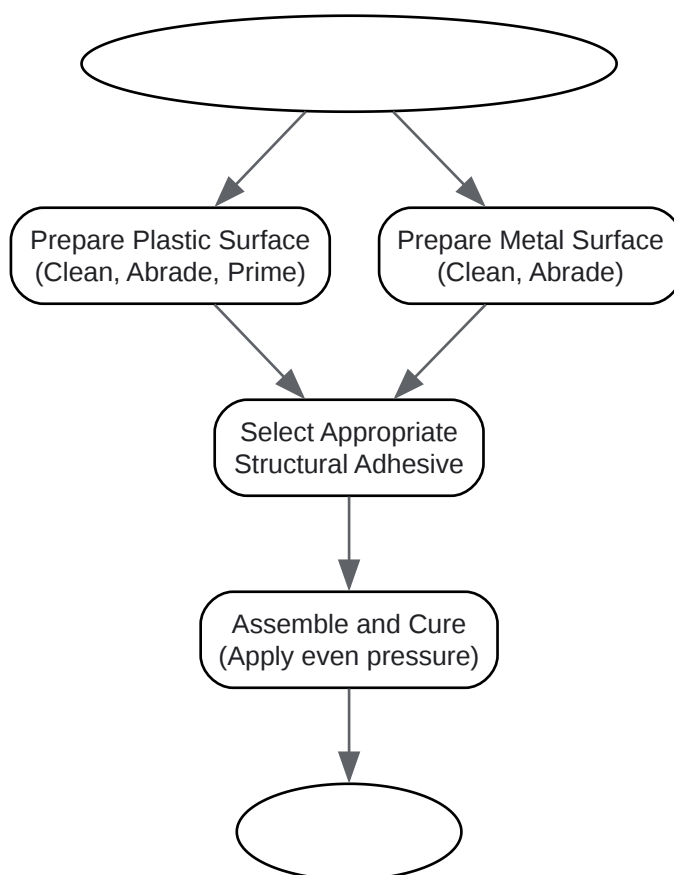 Prepare Plastic Surface
(Clean, Abrade, Prime)
Prepare Metal Surface
(Clean, Abrade)
Select Appropriate
Structural Adhesive
Assemble and Cure
(Apply even pressure)